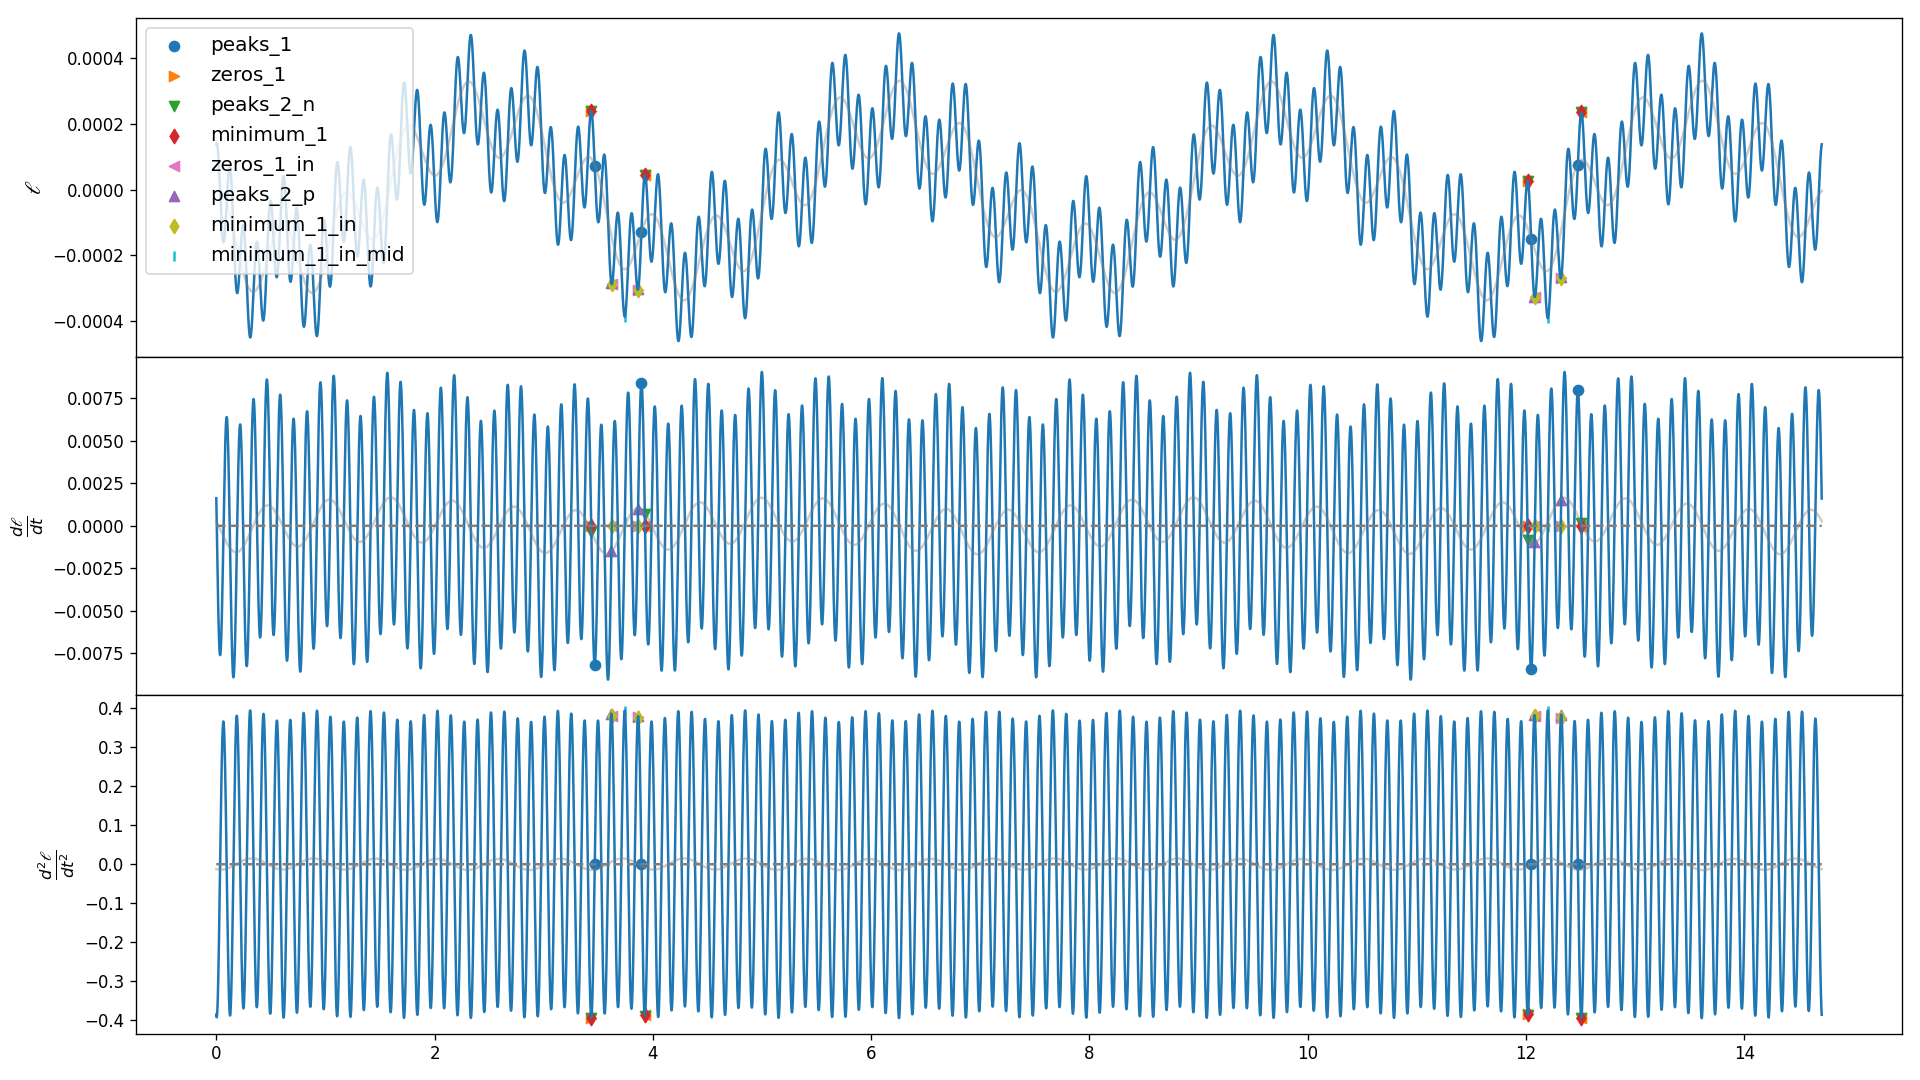 peaks_1
zeros_1
peaks_2_n
minimum_1
zeros_1_in
peaks_2_p
minimum_1_in
minimum_1_in_mid
ℓ
0.0004
0.0002
0.0000
−0.0002
−0.0004
dℓ
dt
0.0075
0.0050
0.0025
0.0000
−0.0025
−0.0050
−0.0075
d²ℓ
dt²
0.4
0.3
0.2
0.1
0.0
−0.1
−0.2
−0.3
−0.4
0 2 4 6 8 10 12 14